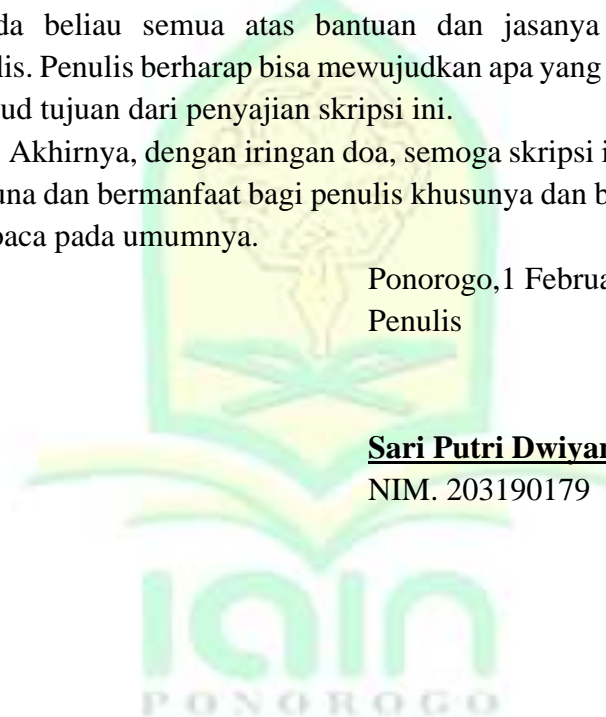 da beliau semua atas bantuan dan jasanya
lis. Penulis berharap bisa mewujudkan apa yang
ud tujuan dari penyajian skripsi ini.
Akhirnya, dengan iringan doa, semoga skripsi i
una dan bermanfaat bagi penulis khusunya dan b
baca pada umumnya.
Ponorogo,1 Februa
Penulis
Sari Putri Dwiyan
NIM. 203190179
iain
PONOROGO